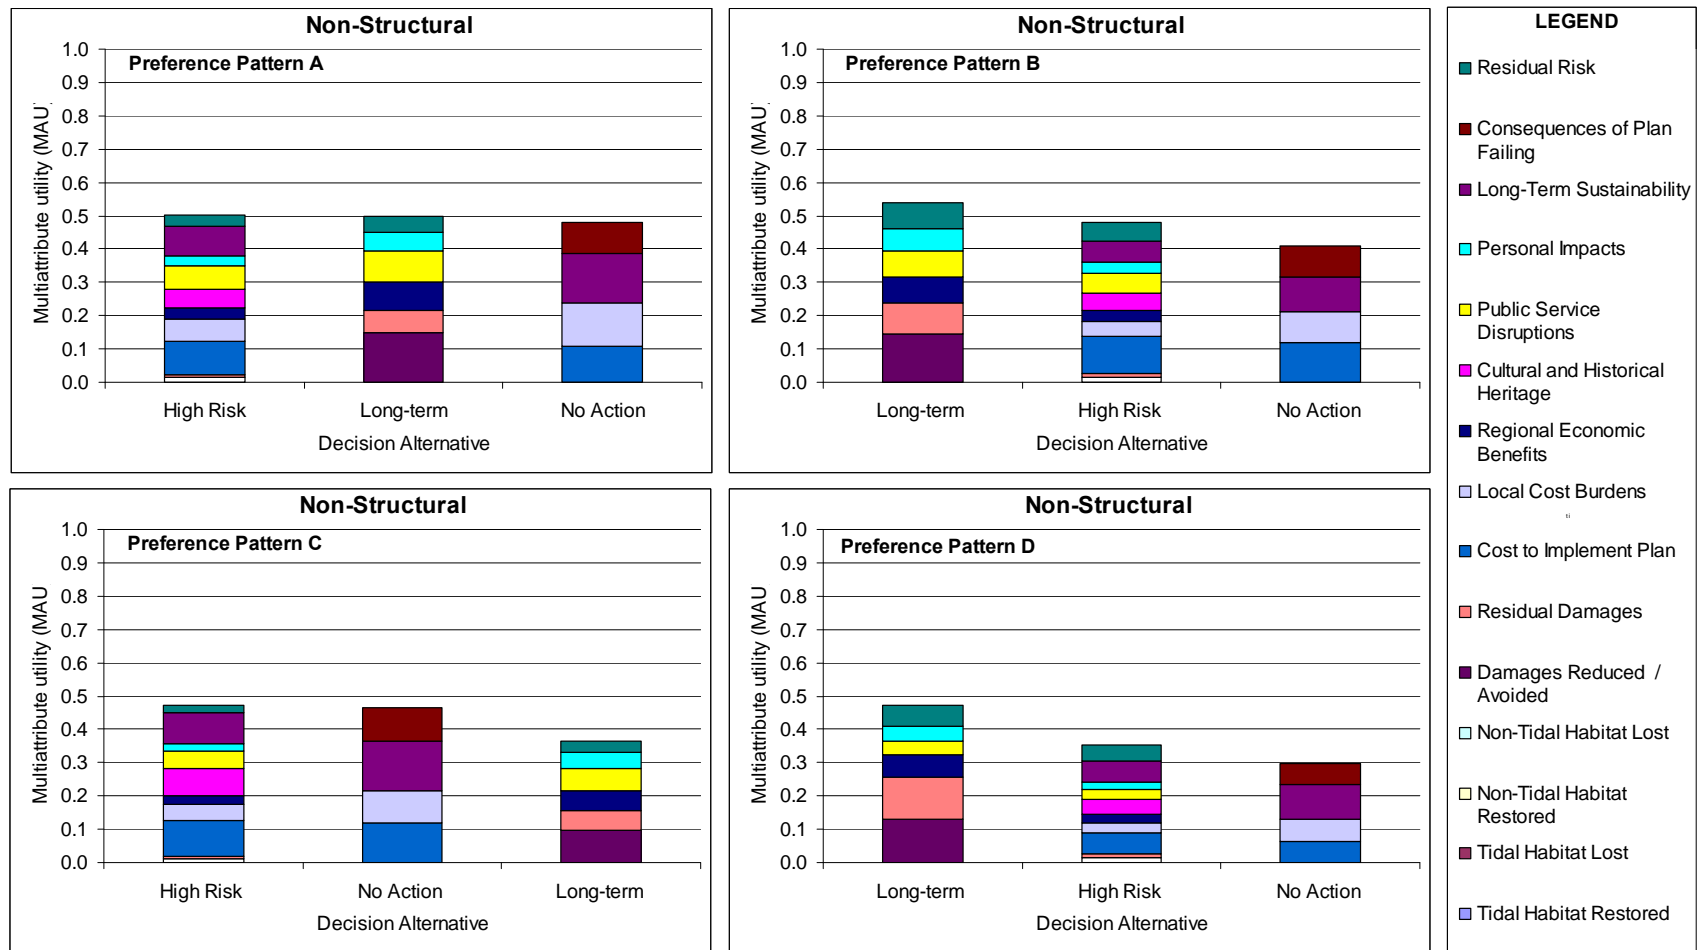 Non-Structural
Preference Pattern A
Multiattribute utility (MAU)
1.0
0.9
0.8
0.7
0.6
0.5
0.4
0.3
0.2
0.1
0.0
High Risk
Long-term
No Action
Decision Alternative
Non-Structural
Preference Pattern B
Multiattribute utility (MAU)
1.0
0.9
0.8
0.7
0.6
0.5
0.4
0.3
0.2
0.1
0.0
Long-term
High Risk
No Action
Decision Alternative
Non-Structural
Preference Pattern C
Multiattribute utility (MAU
1.0
0.9
0.8
0.7
0.6
0.5
0.4
0.3
0.2
0.1
0.0
High Risk
No Action
Long-term
Decision Alternative
Non-Structural
Preference Pattern D
Multiattribute utility (MAU
1.0
0.9
0.8
0.7
0.6
0.5
0.4
0.3
0.2
0.1
0.0
Long-term
High Risk
No Action
Decision Alternative
LEGEND
Residual Risk
Consequences of Plan
Failing
Long-Term Sustainability
Personal Impacts
Public Service
Disruptions
Cultural and Historical
Heritage
Regional Economic
Benefits
Local Cost Burdens
Cost to Implement Plan
Residual Damages
Damages Reduced /
Avoided
Non-Tidal Habitat Lost
Non-Tidal Habitat
Restored
Tidal Habitat Lost
Tidal Habitat Restored